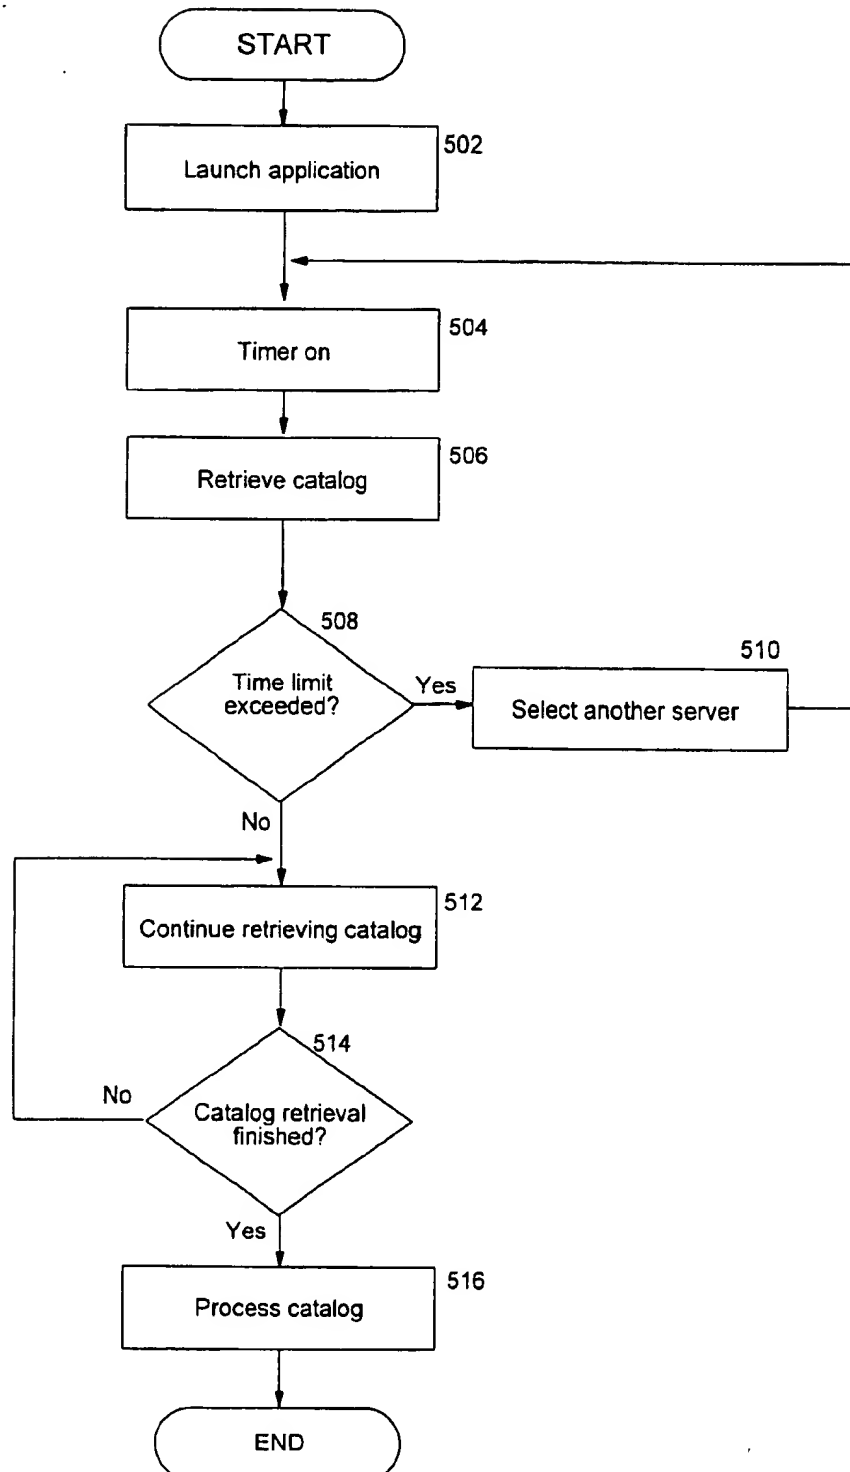 START
502
Launch application
504
Timer on
506
Retrieve catalog
508
Time limit
exceeded?
Yes
510
Select another server
No
512
Continue retrieving catalog
514
No
Catalog retrieval
finished?
Yes
516
Process catalog
END